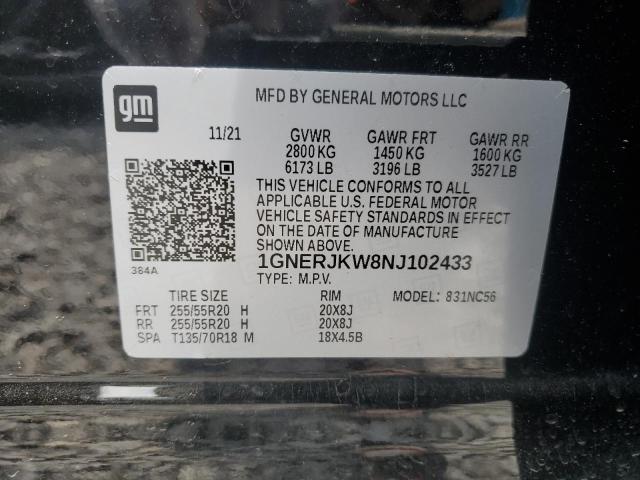 gm
MFD BY GENERAL MOTORS LLC
11/21 GVWR GAWR FRT GAWR RR
2800 KG 1450 KG 1600 KG
6173 LB 3196 LB 3527 LB
THIS VEHICLE CONFORMS TO ALL
APPLICABLE U.S. FEDERAL MOTOR
VEHICLE SAFETY STANDARDS IN EFFECT
ON THE DATE OF MANUFACTURE
SHOWN ABOVE.
384A
1GNERJKW8NJ102433
TYPE: M.P.V.
TIRE SIZE RIM MODEL: 831NC56
FRT 255/55R20 H 20X8J
RR 255/55R20 H 20X8J
SPA T135/70R18 M 18X4.5B